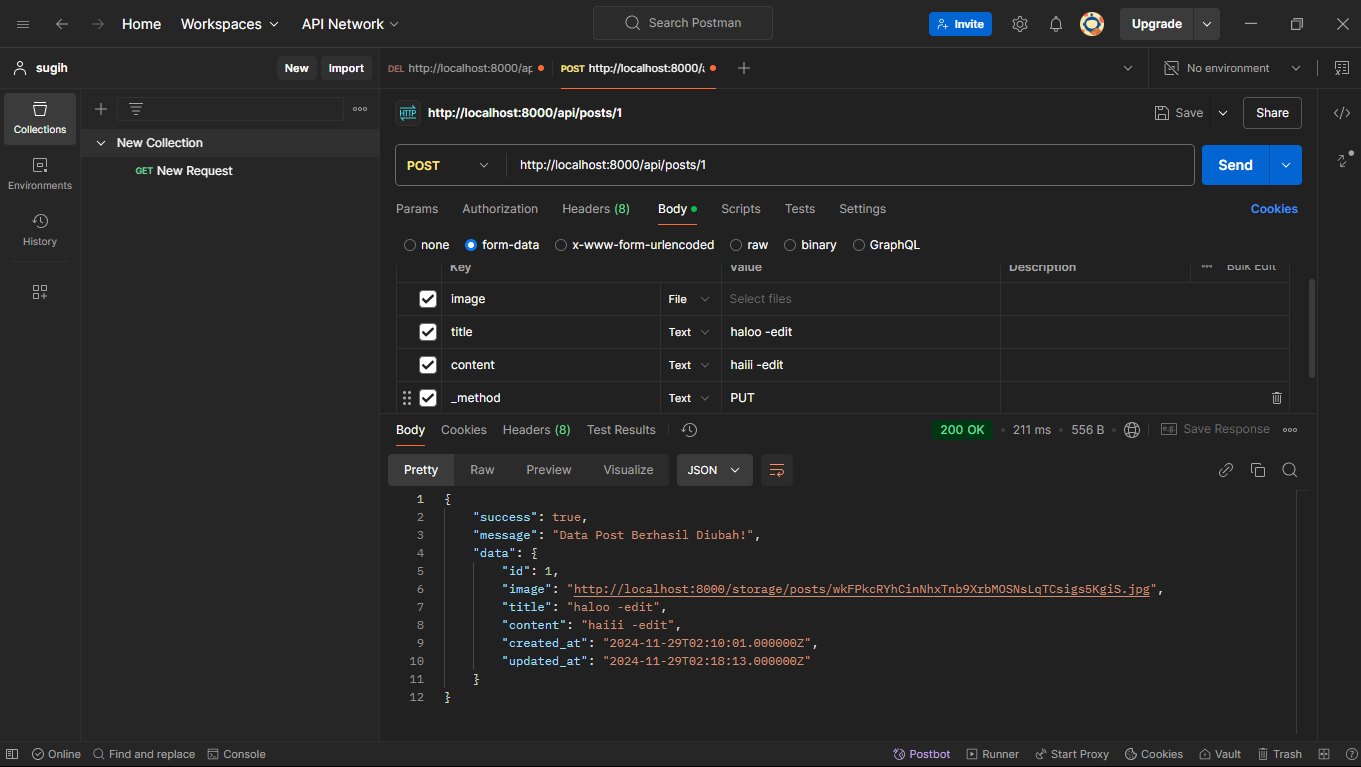 Home Workspaces API Network Search Postman Invite Upgrade
sugih New Import DEL http://localhost:8000/ap POST http://localhost:8000/a No environment
Collections
Environments
History
New Collection
GET New Request
HTTP http://localhost:8000/api/posts/1 Save Share
POST http://localhost:8000/api/posts/1 Send
Params Authorization Headers (8) Body Scripts Tests Settings Cookies
none form-data x-www-form-urlencoded raw binary GraphQL
Key Value Description Bulk Edit
image File Select files
title Text haloo -edit
content Text haiii -edit
_method Text PUT
Body Cookies Headers (8) Test Results 200 OK 211 ms 556 B e.g. Save Response
Pretty Raw Preview Visualize JSON
1 {
2 "success": true,
3 "message": "Data Post Berhasil Diubah!",
4 "data": {
5 "id": 1,
6 "image": "http://localhost:8000/storage/posts/wkFPkcRYhCinNhxTnb9XrbMOSNsLqTCsigs5KgiS.jpg",
7 "title": "haloo -edit",
8 "content": "haiii -edit",
9 "created_at": "2024-11-29T02:10:01.000000Z",
10 "updated_at": "2024-11-29T02:18:13.000000Z"
11 }
12 }
Online Find and replace Console Postbot Runner Start Proxy Cookies Vault Trash